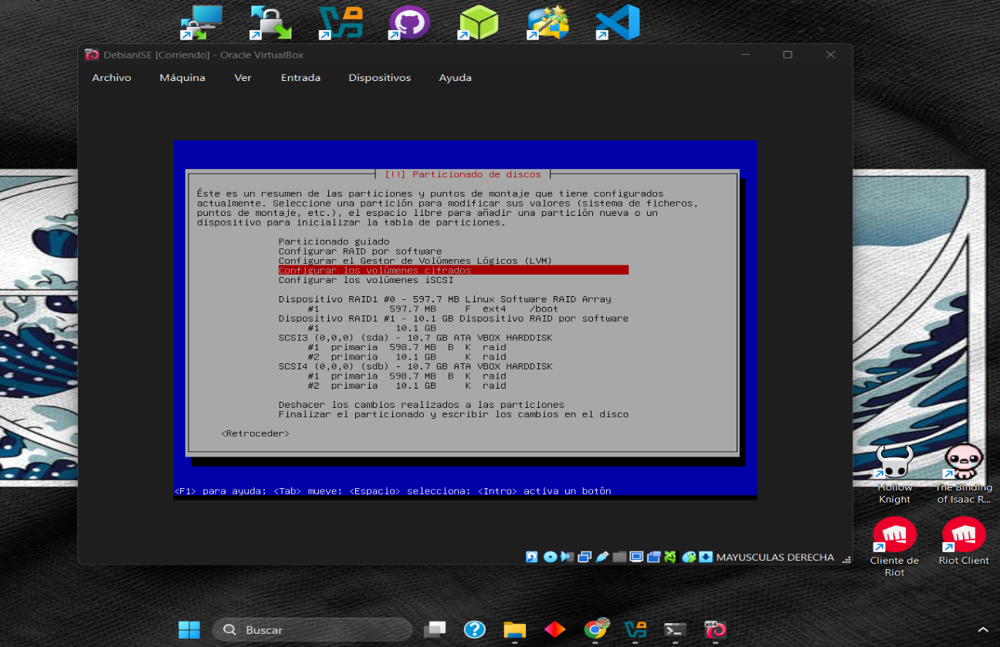 DebianISE [Corriendo] - Oracle VirtualBox
Archivo Máquina Ver Entrada Dispositivos Ayuda
[!!] Particionado de discos
Éste es un resumen de las particiones y puntos de montaje que tiene configurados
actualmente. Seleccione una partición para modificar sus valores (sistema de ficheros,
puntos de montaje, etc.), el espacio libre para añadir una partición nueva o un
dispositivo para inicializar la tabla de particiones.
Particionado guiado
Configurar RAID por software
Configurar el Gestor de Volúmenes Lógicos (LVM)
Configurar los volúmenes cifrados
Configurar los volúmenes iSCSI
Dispositivo RAID1 #0 - 597.7 MB Linux Software RAID Array
#1 597.7 MB F ext4 /boot
Dispositivo RAID1 #1 - 10.1 GB Dispositivo RAID por software
#1 10.1 GB
SCSI3 (0,0,0) (sda) - 10.7 GB ATA VBOX HARDDISK
#1 primaria 598.7 MB B K raid
#2 primaria 10.1 GB K raid
SCSI4 (0,0,0) (sdb) - 10.7 GB ATA VBOX HARDDISK
#1 primaria 598.7 MB B K raid
#2 primaria 10.1 GB K raid
Deshacer los cambios realizados a las particiones
Finalizar el particionado y escribir los cambios en el disco
<Retroceder>
<F1> para ayuda; <Tab> mueve; <Espacio> selecciona; <Intro> activa un botón
MAYUSCULAS DERECHA
Hollow
Knight
The Binding
of Isaac R...
Cliente de
Riot
Riot Client
Buscar
x64